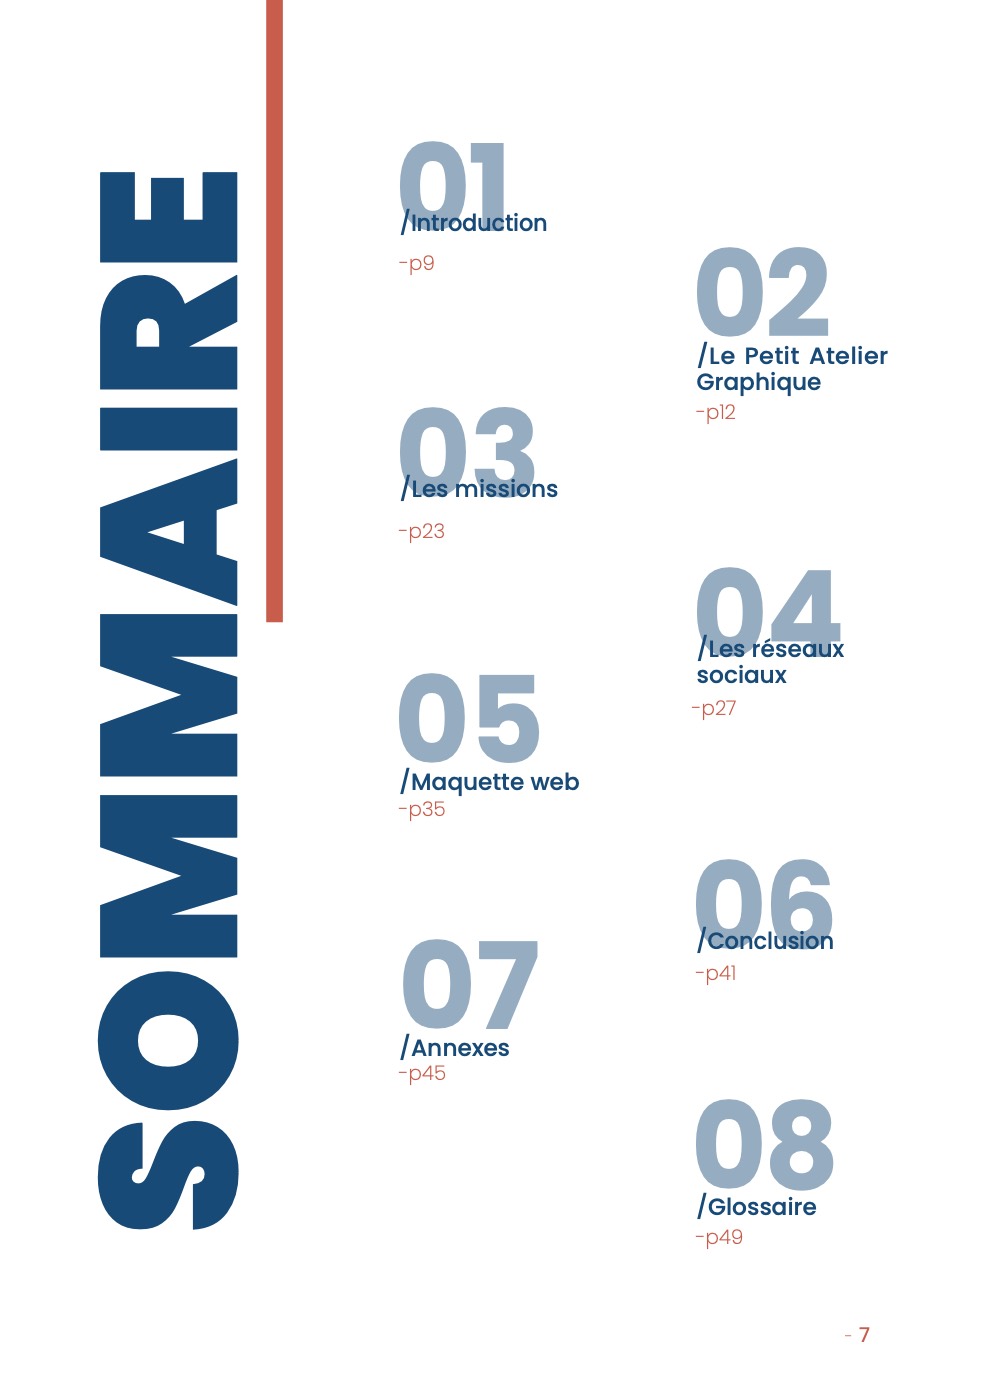 SOMMAIRE
01
/Introduction
-p9
02
/Le Petit Atelier
Graphique
-p12
03
/Les missions
-p23
04
/Les réseaux
sociaux
-p27
05
/Maquette web
-p35
06
/Conclusion
-p41
07
/Annexes
-p45
08
/Glossaire
-p49
- 7